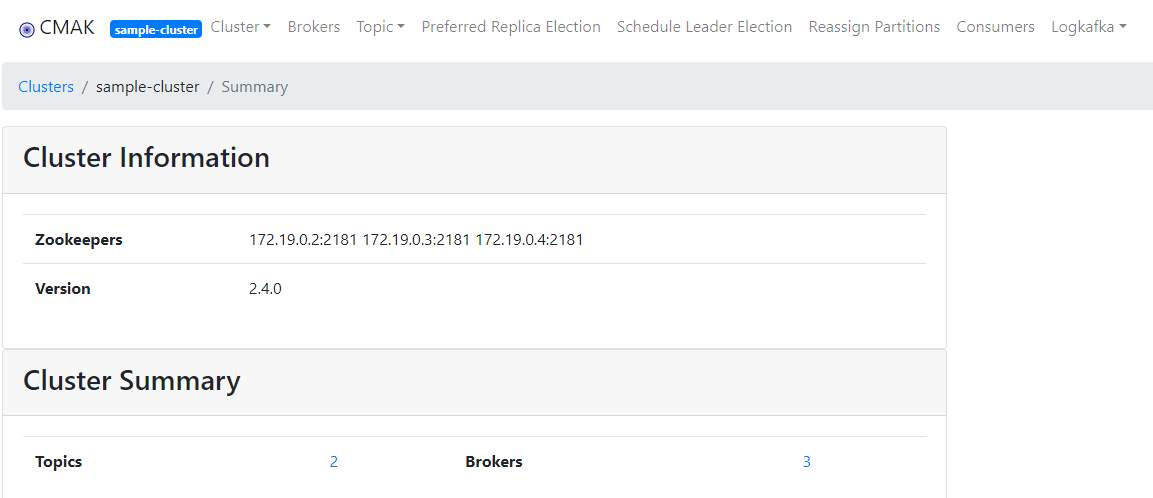 CMAK sample-cluster Cluster Brokers Topic Preferred Replica Election Schedule Leader Election Reassign Partitions Consumers Logkafka
Clusters / sample-cluster / Summary
Cluster Information
Zookeepers 172.19.0.2:2181 172.19.0.3:2181 172.19.0.4:2181
Version 2.4.0
Cluster Summary
Topics 2 Brokers 3